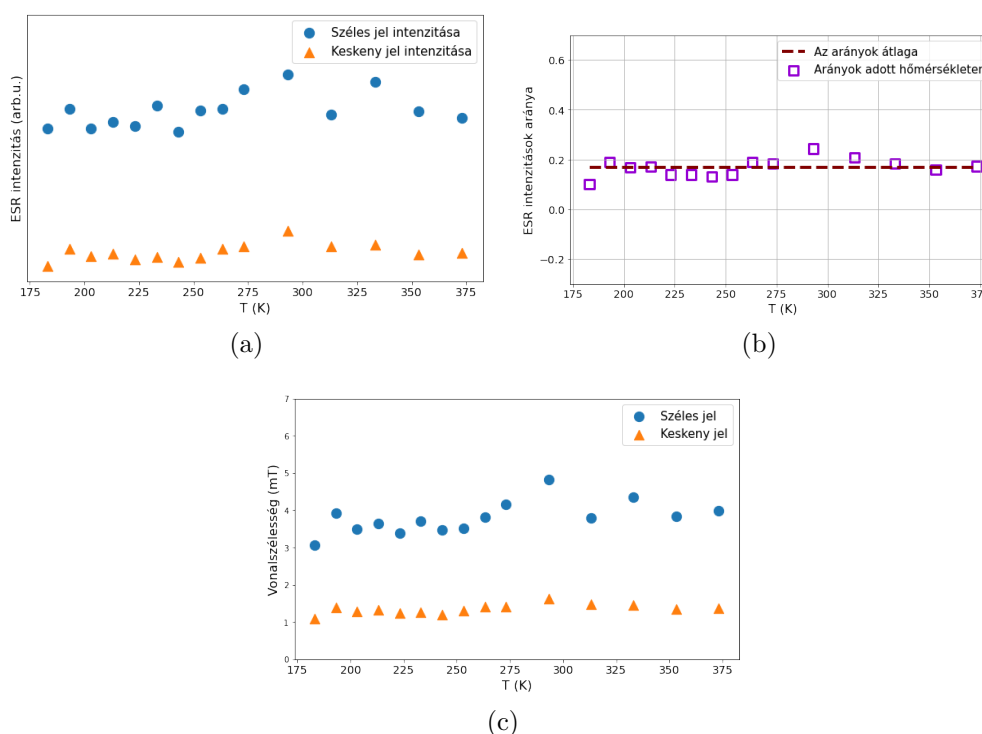 Széles jel intenzitása
Keskeny jel intenzitása
ESR intenzitás (arb.u.)
175 200 225 250 275 300 325 350 375
T (K)
(a)
Az arányok átlaga
Arányok adott hőmérsékleten
ESR intenzitások aránya
0.6
0.4
0.2
0.0
−0.2
175 200 225 250 275 300 325 350 375
T (K)
(b)
Széles jel
Keskeny jel
Vonalszélesség (mT)
7
6
5
4
3
2
1
0
175 200 225 250 275 300 325 350 375
T (K)
(c)